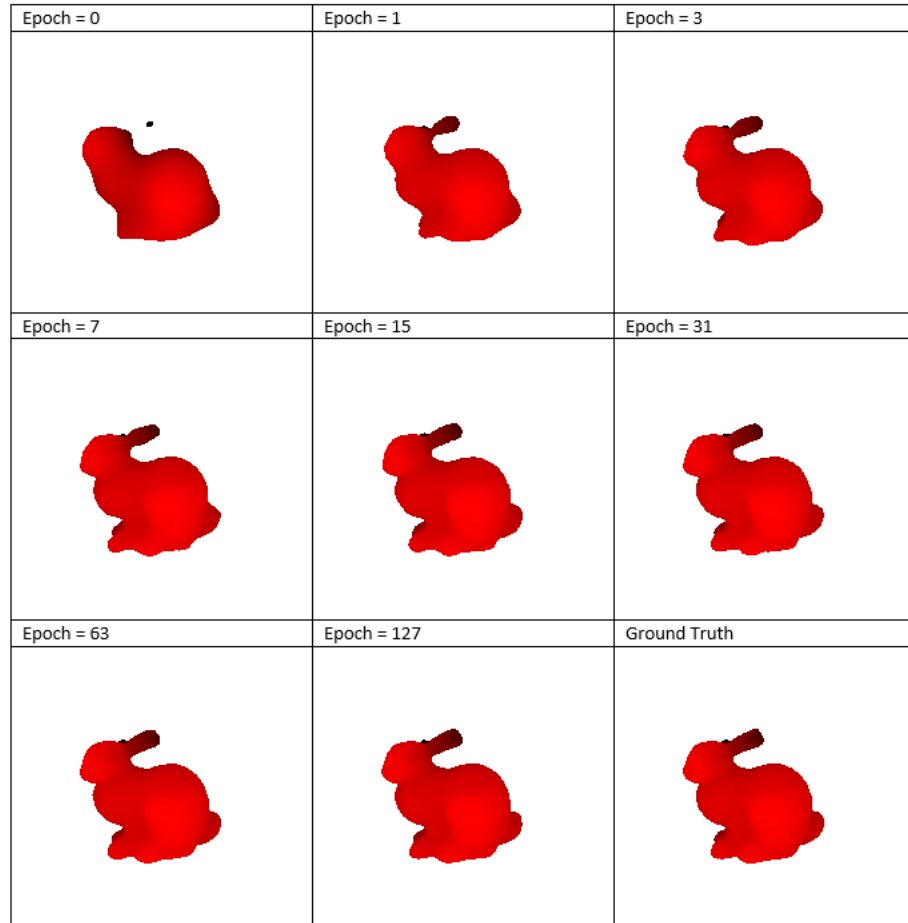 Epoch = 0
Epoch = 1
Epoch = 3
Epoch = 7
Epoch = 15
Epoch = 31
Epoch = 63
Epoch = 127
Ground Truth